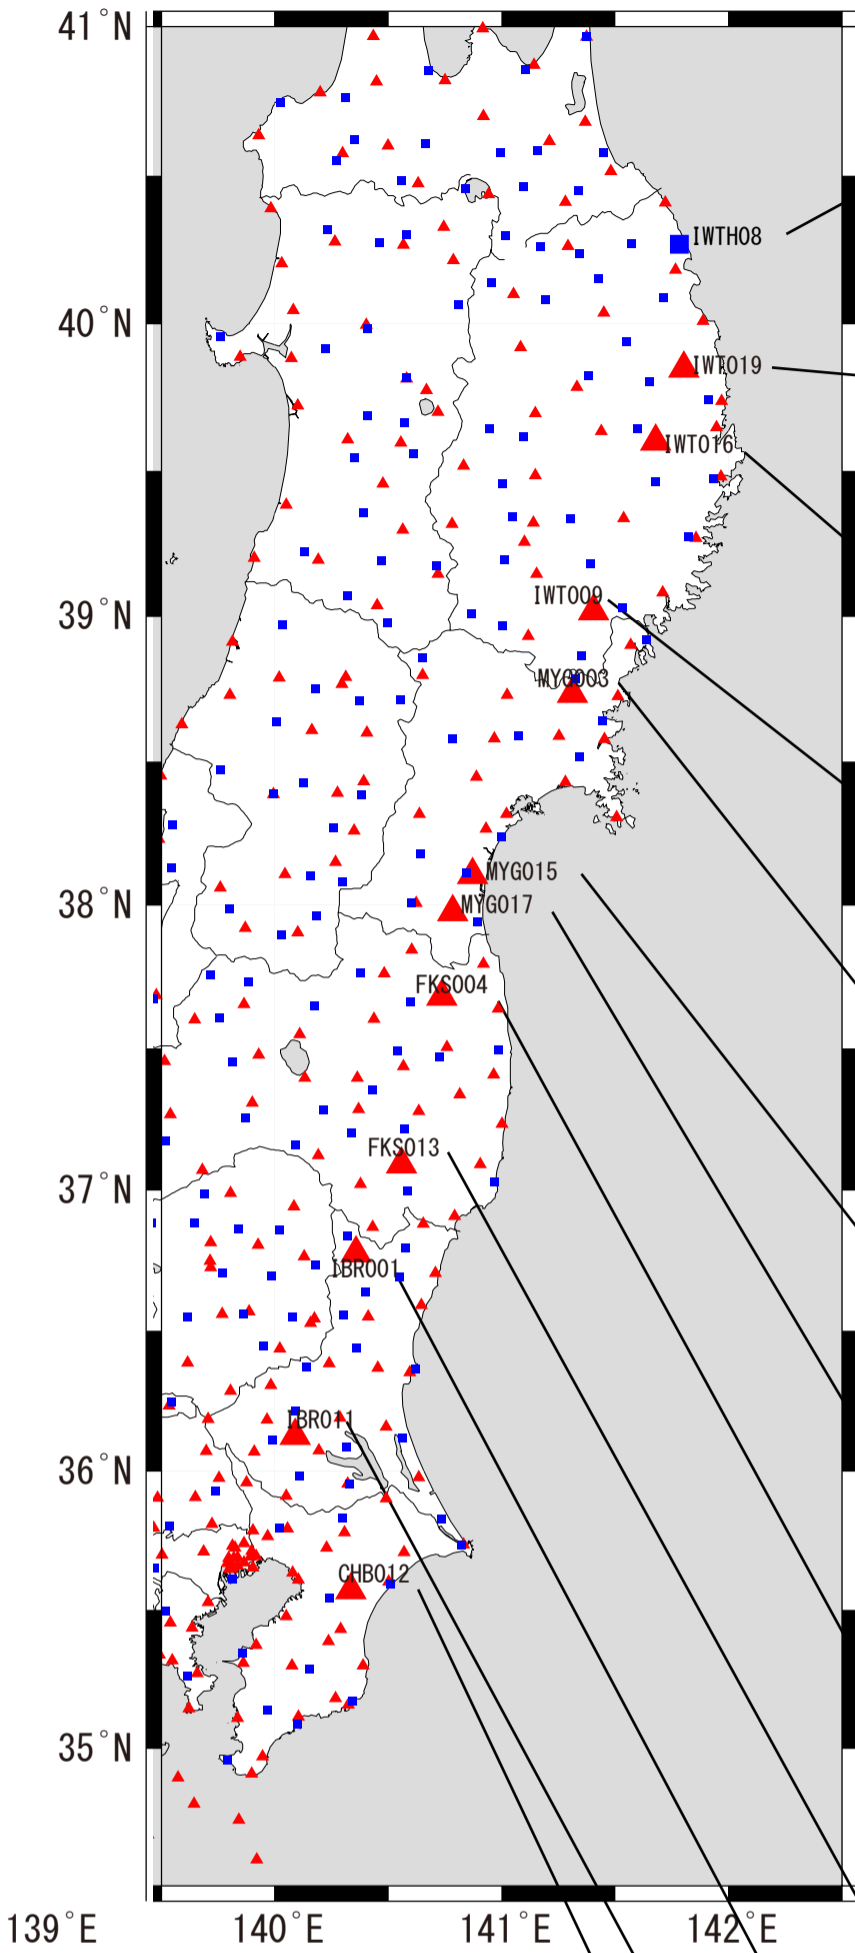 41°N
IWTH08
40°N
IWT019
IWT016
39°N
IWT009
MYG003
38°N
MYG015
MYG017
FKS004
FKS013
37°N
IBR001
IBR011
36°N
CHB012
35°N
139°E 140°E 141°E 142°E